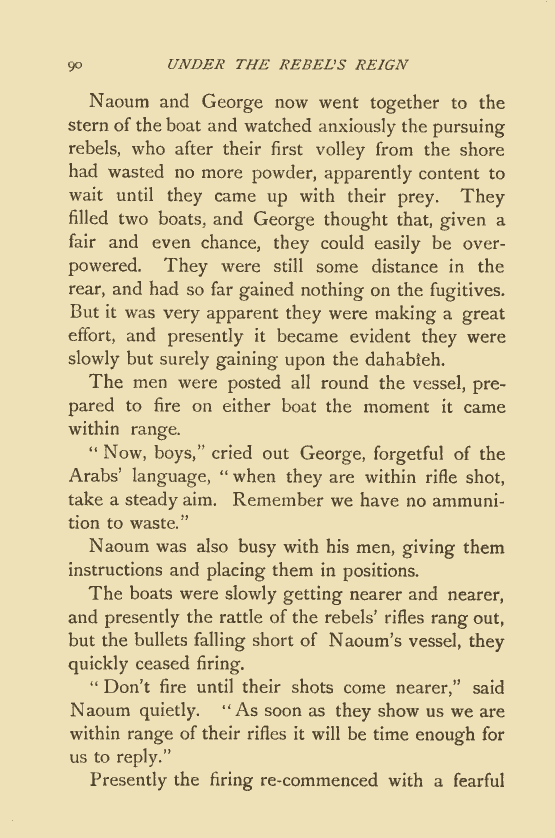 90 UNDER THE REBEL'S REIGN
Naoum and George now went together to the
stern of the boat and watched anxiously the pursuing
rebels, who after their first volley from the shore
had wasted no more powder, apparently content to
wait until they came up with their prey. They
filled two boats, and George thought that, given a
fair and even chance, they could easily be over-
powered. They were still some distance in the
rear, and had so far gained nothing on the fugitives.
But it was very apparent they were making a great
effort, and presently it became evident they were
slowly but surely gaining upon the dahabieh.
The men were posted all round the vessel, pre-
pared to fire on either boat the moment it came
within range.
"Now, boys," cried out George, forgetful of the
Arabs' language, "when they are within rifle shot,
take a steady aim. Remember we have no ammuni-
tion to waste."
Naoum was also busy with his men, giving them
instructions and placing them in positions.
The boats were slowly getting nearer and nearer,
and presently the rattle of the rebels' rifles rang out,
but the bullets falling short of Naoum's vessel, they
quickly ceased firing.
"Don't fire until their shots come nearer," said
Naoum quietly. "As soon as they show us we are
within range of their rifles it will be time enough for
us to reply."
Presently the firing re-commenced with a fearful